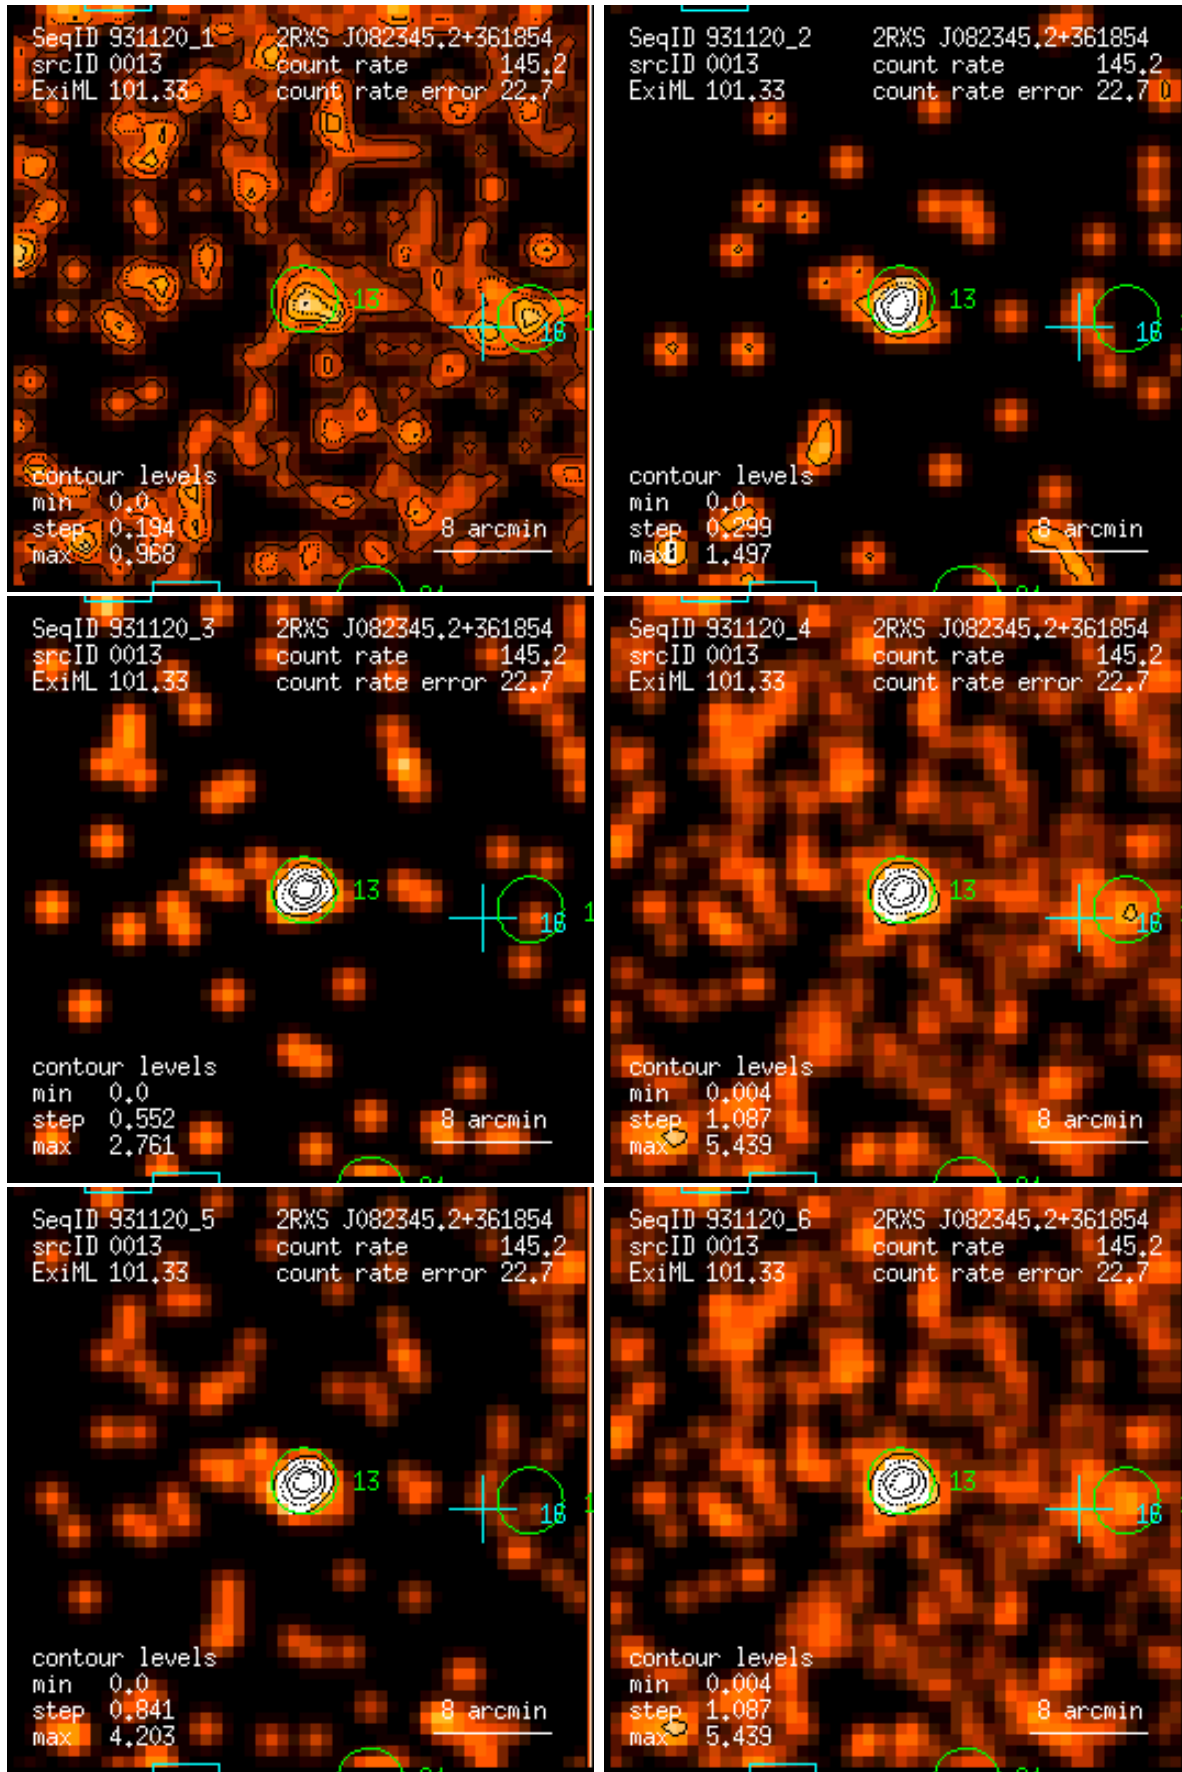 SeqID 931120_1 2RXS J082345.2+361854
srcID 0013 count rate 145.2
ExiML 101.33 count rate error 22.7
13
16
contour levels
min 0.0
step 0.194
max 0.968
8 arcmin
SeqID 931120_2 2RXS J082345.2+361854
srcID 0013 count rate 145.2
ExiML 101.33 count rate error 22.7
13
16
contour levels
min 0.0
step 0.299
max 1.497
8 arcmin
SeqID 931120_3 2RXS J082345.2+361854
srcID 0013 count rate 145.2
ExiML 101.33 count rate error 22.7
13
16
contour levels
min 0.0
step 0.552
max 2.761
8 arcmin
SeqID 931120_4 2RXS J082345.2+361854
srcID 0013 count rate 145.2
ExiML 101.33 count rate error 22.7
13
16
contour levels
min 0.004
step 1.087
max 5.439
8 arcmin
SeqID 931120_5 2RXS J082345.2+361854
srcID 0013 count rate 145.2
ExiML 101.33 count rate error 22.7
13
16
contour levels
min 0.0
step 0.841
max 4.203
8 arcmin
SeqID 931120_6 2RXS J082345.2+361854
srcID 0013 count rate 145.2
ExiML 101.33 count rate error 22.7
13
16
contour levels
min 0.004
step 1.087
max 5.439
8 arcmin